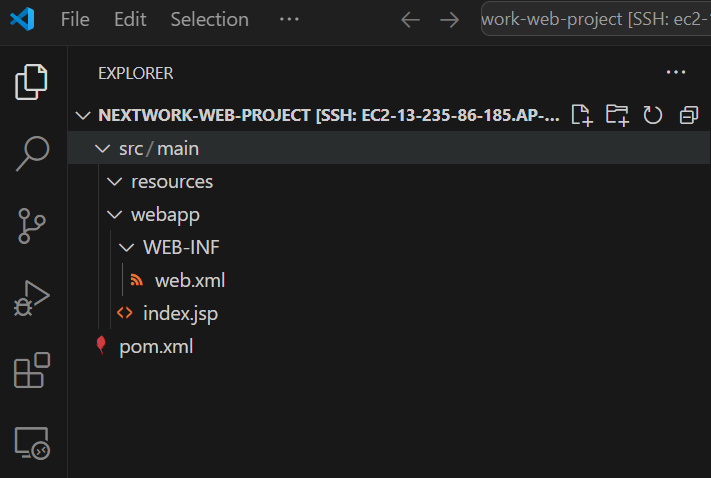 File Edit Selection ··· work-web-project [SSH: ec2-1
EXPLORER ···
NEXTWORK-WEB-PROJECT [SSH: EC2-13-235-86-185.AP-...
src/main
resources
webapp
WEB-INF
web.xml
index.jsp
pom.xml